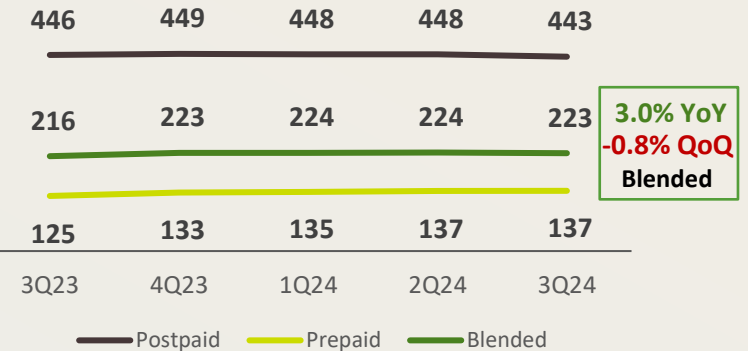 446 449 448 448 443
216 223 224 224 223
3.0% YoY
-0.8% QoQ
Blended
125 133 135 137 137
3Q23 4Q23 1Q24 2Q24 3Q24
Postpaid Prepaid Blended